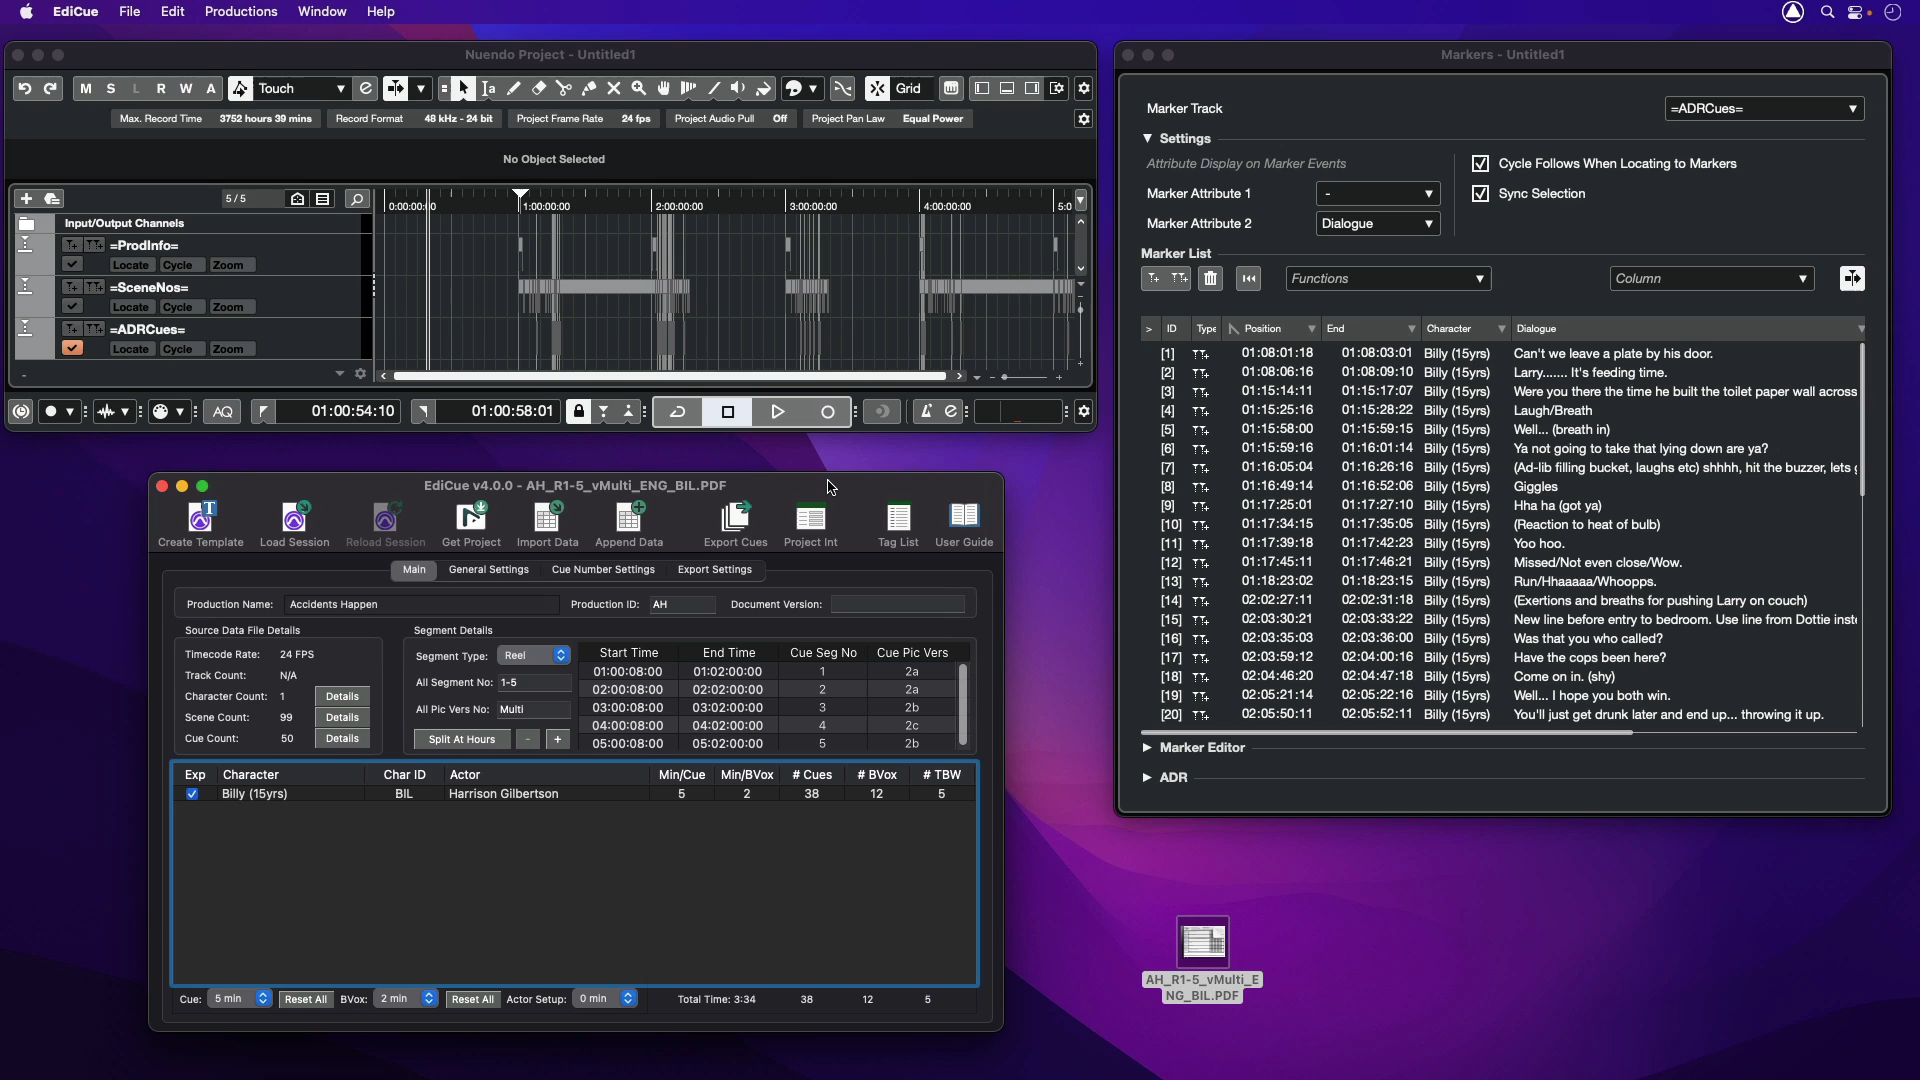 EdiCue File Edit Productions Window Help
Nuendo Project - Untitled1
M S L R W A Touch Grid
Max. Record Time 3752 hours 39 mins Record Format 48 kHz - 24 bit Project Frame Rate 24 fps Project Audio Pull Off Project Pan Law Equal Power
No Object Selected
5 / 5
0:00:00:00 1:00:00:00 2:00:00:00 3:00:00:00 4:00:00:00 5:0
Input/Output Channels
=ProdInfo=
Locate Cycle Zoom
=SceneNos=
Locate Cycle Zoom
=ADRCues=
Locate Cycle Zoom
AQ 01:00:54:10 01:00:58:01
Markers - Untitled1
Marker Track =ADRCues=
Settings
Attribute Display on Marker Events
Cycle Follows When Locating to Markers
Marker Attribute 1 -
Sync Selection
Marker Attribute 2 Dialogue
Marker List
Functions Column
> ID Type Position End Character Dialogue
[1] 01:08:01:18 01:08:03:01 Billy (15yrs) Can't we leave a plate by his door.
[2] 01:08:06:16 01:08:09:10 Billy (15yrs) Larry....... It's feeding time.
[3] 01:15:14:11 01:15:17:07 Billy (15yrs) Were you there the time he built the toilet paper wall across
[4] 01:15:25:16 01:15:28:22 Billy (15yrs) Laugh/Breath
[5] 01:15:58:00 01:15:59:15 Billy (15yrs) Well... (breath in)
[6] 01:15:59:16 01:16:01:14 Billy (15yrs) Ya not going to take that lying down are ya?
[7] 01:16:05:04 01:16:26:16 Billy (15yrs) (Ad-lib filling bucket, laughs etc) shhhh, hit the buzzer, lets
[8] 01:16:49:14 01:16:52:06 Billy (15yrs) Giggles
[9] 01:17:25:01 01:17:27:10 Billy (15yrs) Hha ha (got ya)
[10] 01:17:34:15 01:17:35:05 Billy (15yrs) (Reaction to heat of bulb)
[11] 01:17:39:18 01:17:42:23 Billy (15yrs) Yoo hoo.
[12] 01:17:45:11 01:17:46:21 Billy (15yrs) Missed/Not even close/Wow.
[13] 01:18:23:02 01:18:23:15 Billy (15yrs) Run/Hhaaaaa/Whoopps.
[14] 02:02:27:11 02:02:31:18 Billy (15yrs) (Exertions and breaths for pushing Larry on couch)
[15] 02:03:30:21 02:03:33:22 Billy (15yrs) New line before entry to bedroom. Use line from Dottie inst
[16] 02:03:35:03 02:03:36:00 Billy (15yrs) Was that you who called?
[17] 02:03:59:12 02:04:00:16 Billy (15yrs) Have the cops been here?
[18] 02:04:46:20 02:04:47:18 Billy (15yrs) Come on in. (shy)
[19] 02:05:21:14 02:05:22:16 Billy (15yrs) Well... I hope you both win.
[20] 02:05:50:11 02:05:52:11 Billy (15yrs) You'll just get drunk later and end up... throwing it up.
Marker Editor
ADR
EdiCue v4.0.0 - AH_R1-5_vMulti_ENG_BIL.PDF
Create Template Load Session Reload Session Get Project Import Data Append Data Export Cues Project Int Tag List User Guide
Main General Settings Cue Number Settings Export Settings
Production Name: Accidents Happen Production ID: AH Document Version:
Source Data File Details
Timecode Rate: 24 FPS
Track Count: N/A
Character Count: 1 Details
Scene Count: 99 Details
Cue Count: 50 Details
Segment Details
Segment Type: Reel
All Segment No: 1-5
All Pic Vers No: Multi
Split At Hours - +
Start Time End Time Cue Seg No Cue Pic Vers
01:00:08:00 01:02:00:00 1 2a
02:00:08:00 02:02:00:00 2 2a
03:00:08:00 03:02:00:00 3 2b
04:00:08:00 04:02:00:00 4 2c
05:00:08:00 05:02:00:00 5 2b
Exp Character Char ID Actor Min/Cue Min/BVox # Cues # BVox # TBW
Billy (15yrs) BIL Harrison Gilbertson 5 2 38 12 5
Cue: 5 min Reset All BVox: 2 min Reset All Actor Setup: 0 min Total Time: 3:34 38 12 5
AH_R1-5_vMulti_E
NG_BIL.PDF